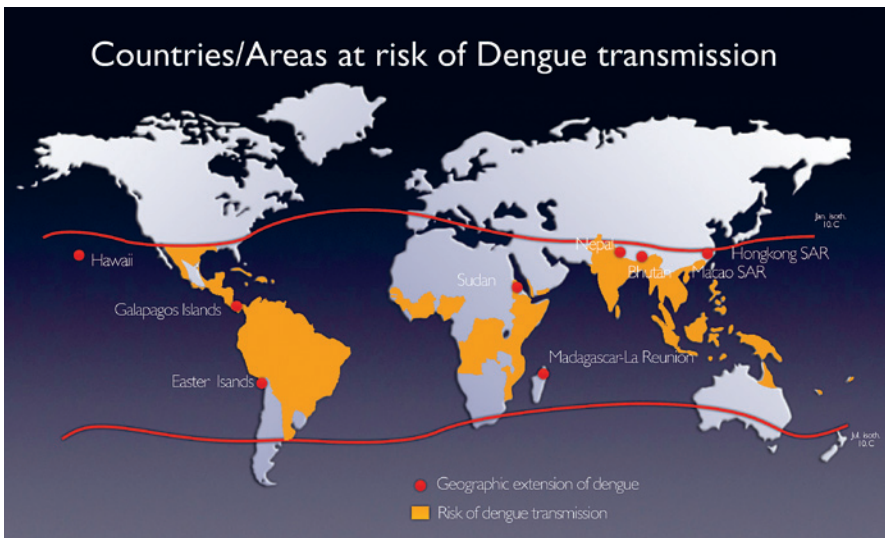 Countries/Areas at risk of Dengue transmission
Jan. isoth.
10. C
Hawaii
Nepal
Hongkong SAR
Bhutan
Macao SAR
Sudan
Galapagos Islands
Madagascar-La Reunion
Easter Isands
Jul. isoth.
10. C
Geographic extension of dengue
Risk of dengue transmission